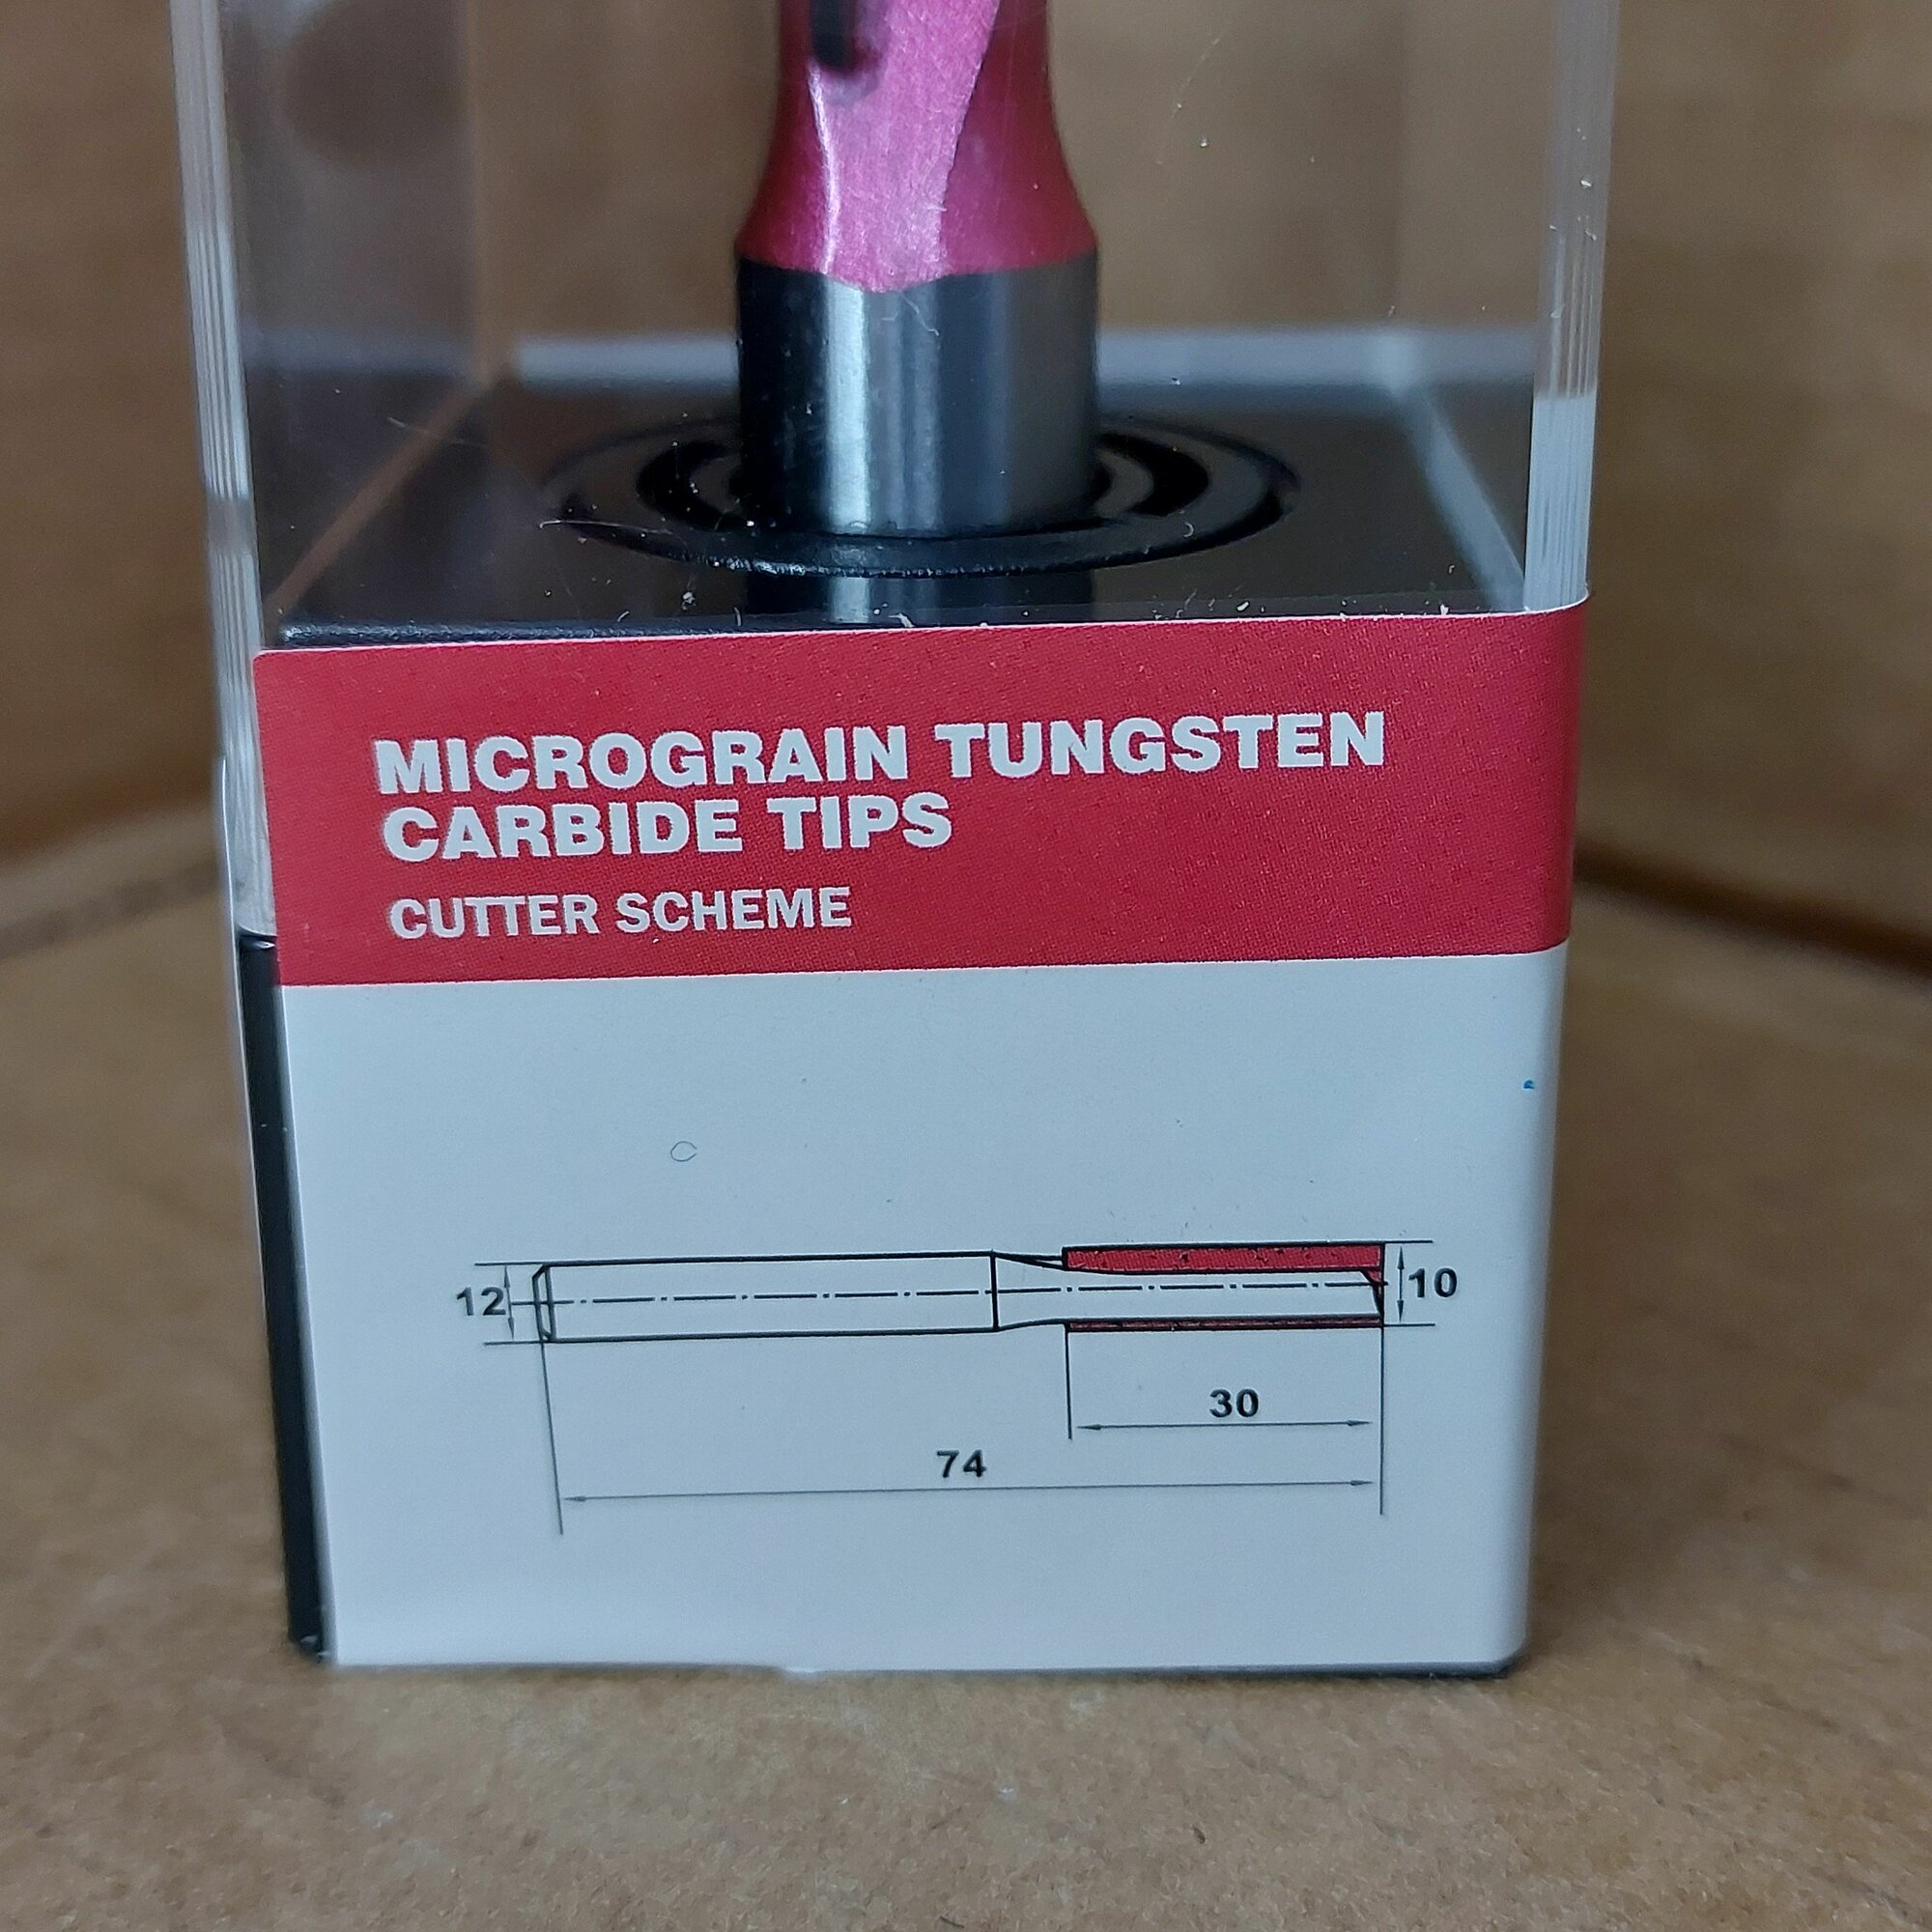 MICROGRAIN TUNGSTEN
CARBIDE TIPS
CUTTER SCHEME
12
10
30
74